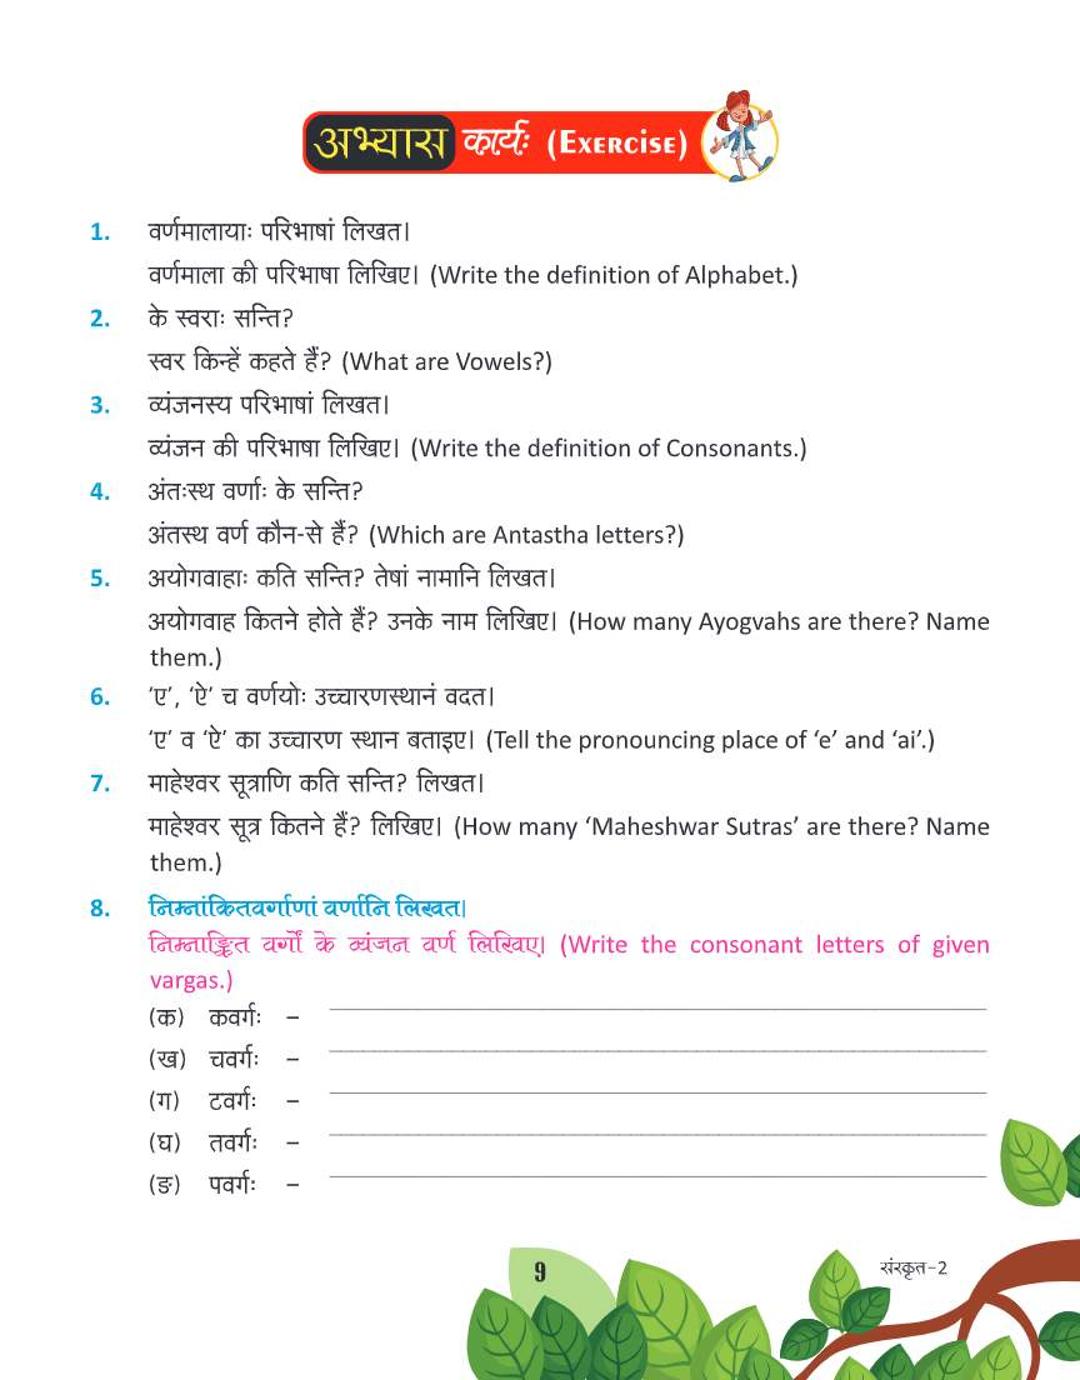 अभ्यास कार्यः (EXERCISE)
1. वर्णमालायाः परिभाषां लिखत।
वर्णमाला की परिभाषा लिखिए। (Write the definition of Alphabet.)
2. के स्वराः सन्ति?
स्वर किन्हें कहते हैं? (What are Vowels?)
3. व्यंजनस्य परिभाषां लिखत।
व्यंजन की परिभाषा लिखिए। (Write the definition of Consonants.)
4. अंतःस्थ वर्णाः के सन्ति?
अंतस्थ वर्ण कौन-से हैं? (Which are Antastha letters?)
5. अयोगवाहाः कति सन्ति? तेषां नामानि लिखत।
अयोगवाह कितने होते हैं? उनके नाम लिखिए। (How many Ayogvahs are there? Name
them.)
6. ‘ए’, ‘ऐ’ च वर्णयोः उच्चारणस्थानं वदत।
‘ए’ व ‘ऐ’ का उच्चारण स्थान बताइए। (Tell the pronouncing place of ‘e’ and ‘ai’.)
7. माहेश्वर सूत्राणि कति सन्ति? लिखत।
माहेश्वर सूत्र कितने हैं? लिखिए। (How many ‘Maheshwar Sutras’ are there? Name
them.)
8. निम्नांकितवर्गाणां वर्णानि लिखत।
निम्नाङ्कित वर्गों के व्यंजन वर्ण लिखिए। (Write the consonant letters of given
vargas.)
(क) कवर्गः –
(ख) चवर्गः –
(ग) टवर्गः –
(घ) तवर्गः –
(ङ) पवर्गः –
9
संस्कृत-2